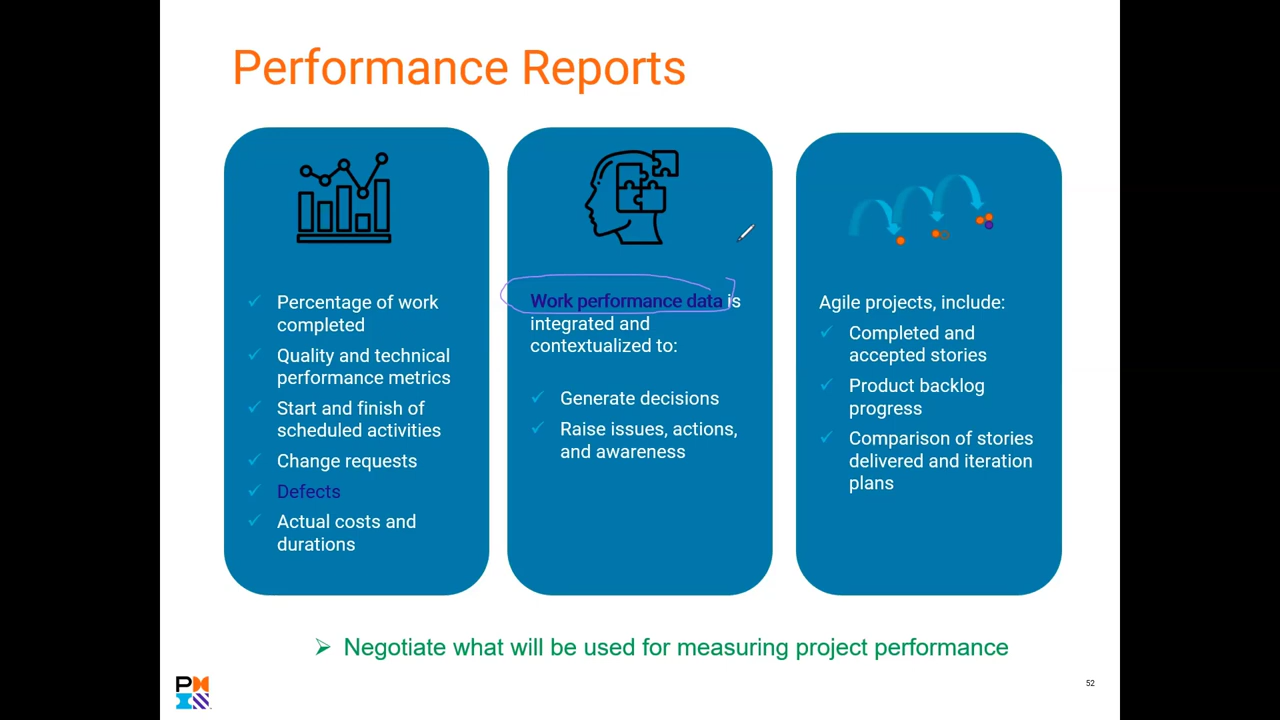 Performance Reports
Percentage of work
completed
Quality and technical
performance metrics
Start and finish of
scheduled activities
Change requests
Defects
Actual costs and
durations
Work performance data is
integrated and
contextualized to:
Generate decisions
Raise issues, actions,
and awareness
Agile projects, include:
Completed and
accepted stories
Product backlog
progress
Comparison of stories
delivered and iteration
plans
Negotiate what will be used for measuring project performance
52